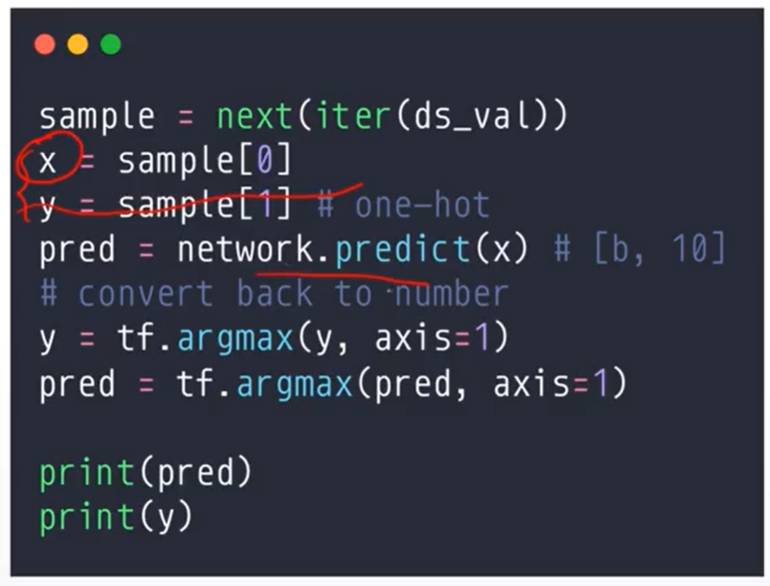 sample = next(iter(ds_val))
x = sample[0]
y = sample[1] # one-hot
pred = network.predict(x) # [b, 10]
# convert back to number
y = tf.argmax(y, axis=1)
pred = tf.argmax(pred, axis=1)
print(pred)
print(y)